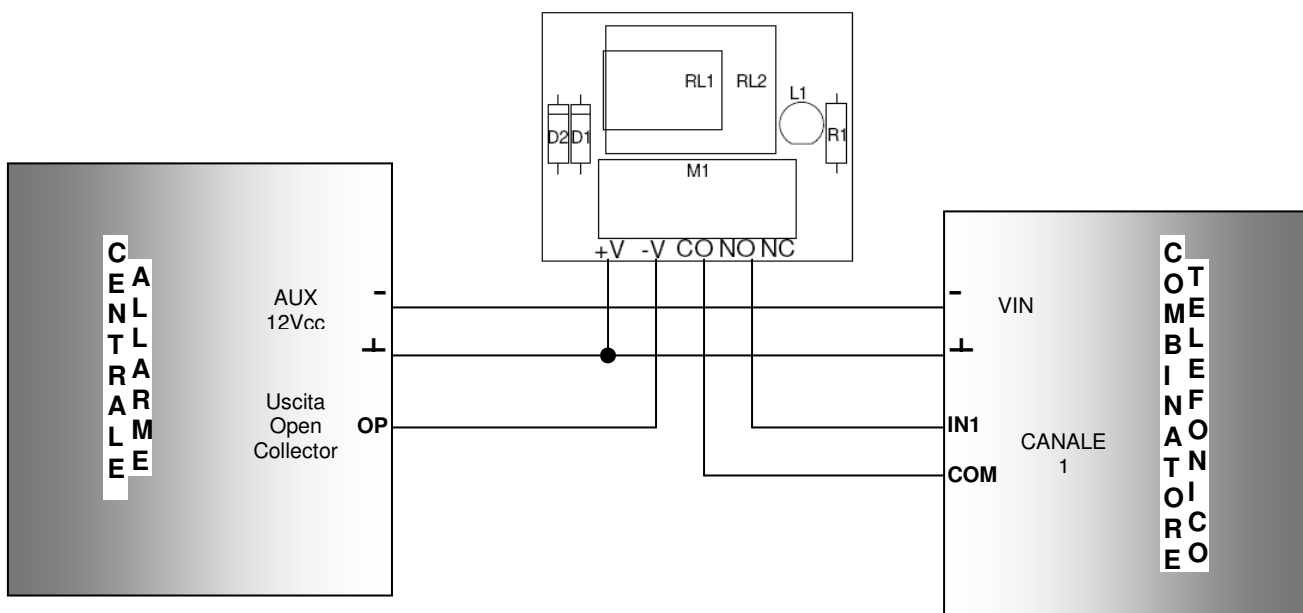 RL1 RL2
L1
D2 D1
R1
M1
+V -V CO NO NC
CENTRALE
ALLARME
AUX
12Vcc
-
Uscita
Open
Collector
OP
-
VIN
IN1
COM
CANALE
1
COMBINATORE
TELEFONICO